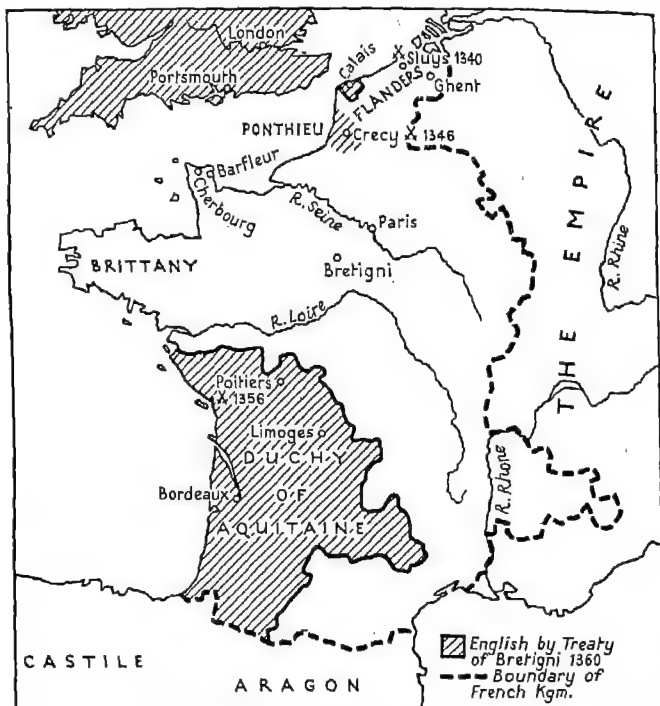 London
Portsmouth
Calais
Sluys 1340
FLANDERS
Ghent
PONTHIEU
Crecy
1346
Barfleur
Cherbourg
R. Seine
Paris
BRITTANY
Bretigni
R. Loire
THE EMPIRE
R. Rhine
Poitiers
1356
Limoges
DUCHY
OF
AQUITAINE
Bordeaux
R. Rhone
CASTILE
ARAGON
English by Treaty
of Bretigni 1360
Boundary of
French Kgm.